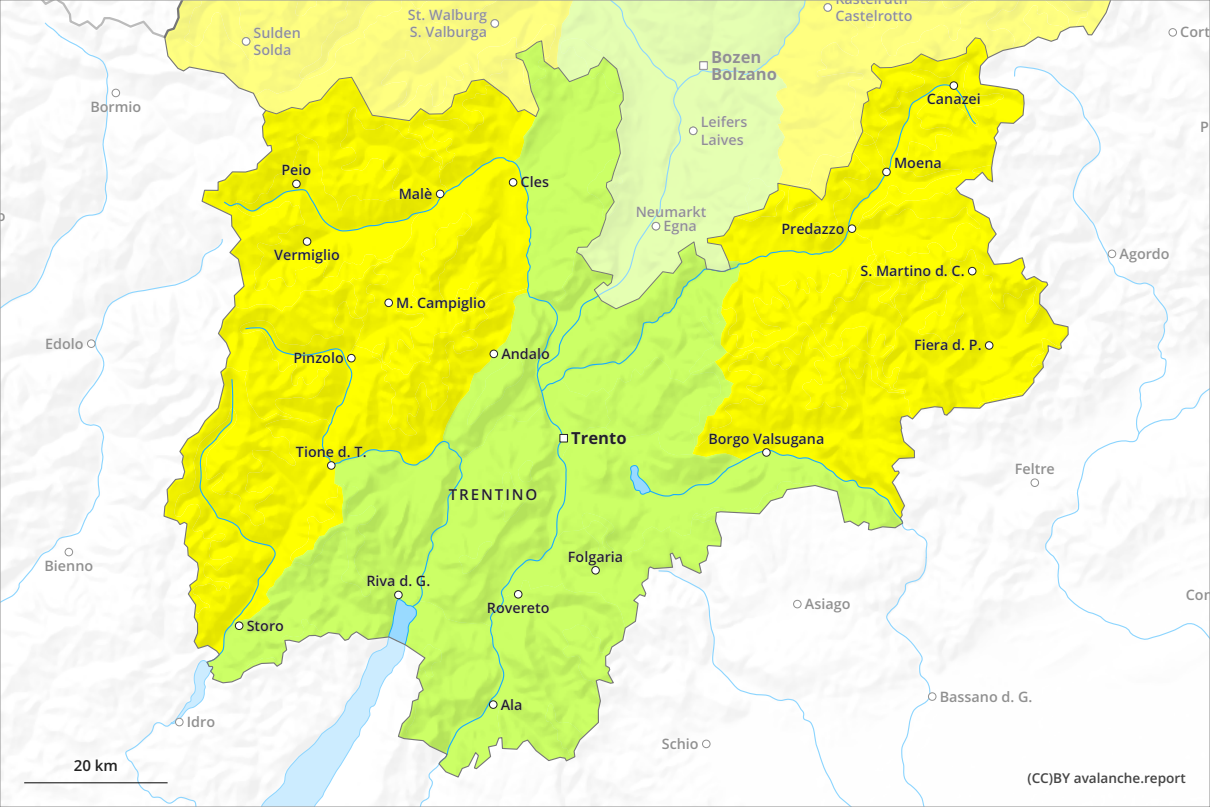 St. Walburg
S. Valburga
Kastelruth
Castelrotto
Sulden
Solda
Cort
Bozen
Bolzano
Bormio
Canazei
Leifers
Laives
P
Moena
Peio
Malè
Cles
Neumarkt
Egna
Predazzo
Vermiglio
Agordo
S. Martino d. C.
M. Campiglio
Edolo
Pinzolo
Andalo
Fiera d. P.
Trento
Borgo Valsugana
Tione d. T.
Feltre
TRENTINO
Bienno
Folgaria
Riva d. G.
Rovereto
Asiago
Cor
Storo
Idro
Ala
Bassano d. G.
Schio
20 km
(CC)BY avalanche.report